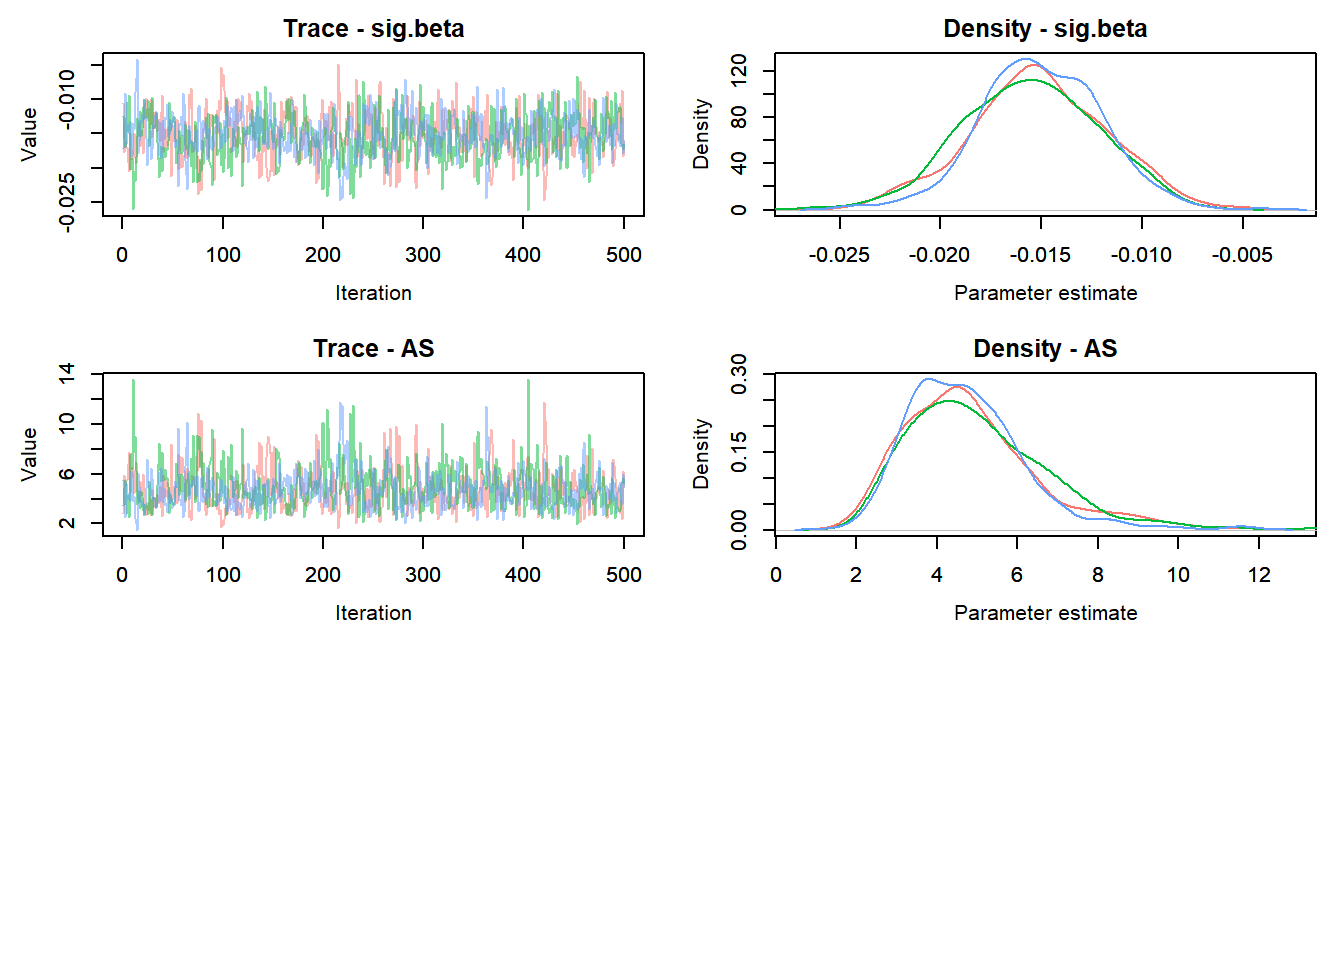 Trace - sig.beta
Value
-0.010
-0.025
0 100 200 300 400 500
Iteration
Density - sig.beta
Density
120
80
40
0
-0.025 -0.020 -0.015 -0.010 -0.005
Parameter estimate
Trace - AS
Value
14
10
6
2
0 100 200 300 400 500
Iteration
Density - AS
Density
0.30
0.15
0.00
0 2 4 6 8 10 12
Parameter estimate